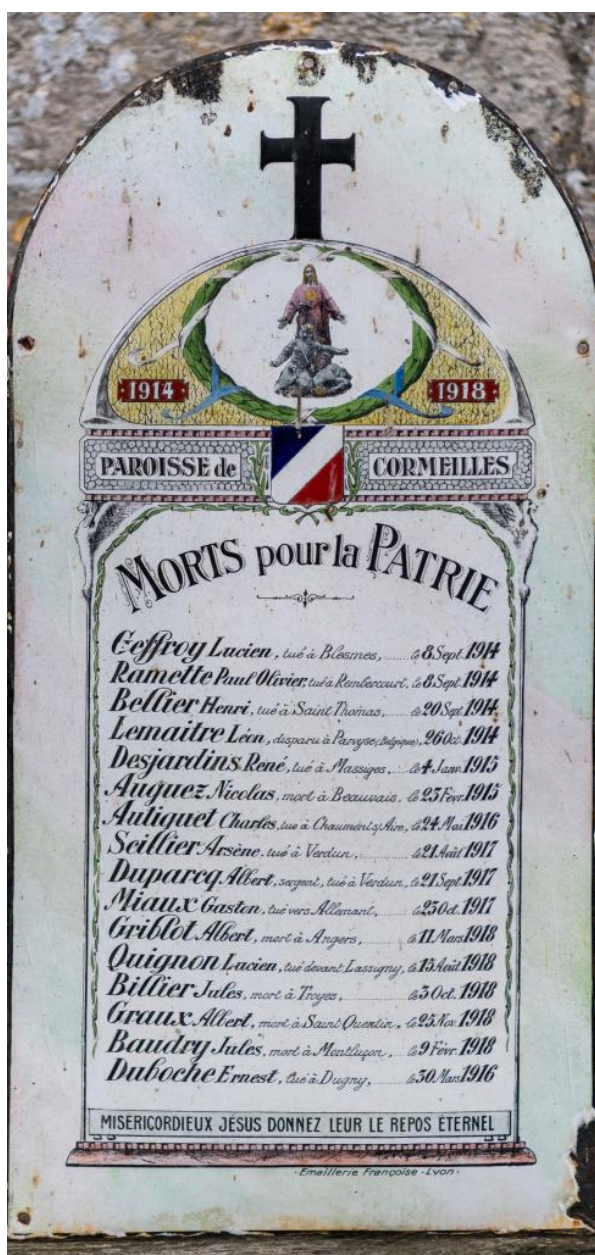 1914 1918
PAROISSE de CORMEILLES
MORTS pour la PATRIE
Geffroy Lucien, tué à Blesmes, ........ le 8 Sept. 1914
Ramette Paul Olivier, tué à Rembercourt, le 8 Sept. 1914
Bellier Henri, tué à Saint Thomas, ........ le 20 Sept. 1914
Lemaitre Léon, disparu à Parvyse (Belgique), 26 Oct. 1914
Desjardins René, tué à Massiges, ..... le 4 Janv. 1915
Auguez Nicolas, mort à Beauvais, le 23 Févr. 1915
Autiquet Charles, tué à Chaumont s/ Aire, le 24 Mai 1916
Seillier Arsène, tué à Verdun, ............ le 21 Août 1917
Duparcq Albert, sergent, tué à Verdun, le 21 Sept. 1917
Miaux Gaston, tué vers Allemant, ........ le 23 Oct. 1917
Griblot Albert, mort à Angers, ........ le 11 Mars 1918
Quignon Lucien, tué devant Lassigny, le 15 Août 1918
Billier Jules, mort à Troyes, ............ le 3 Oct. 1918
Graux Albert, mort à Saint Quentin, ... le 25 Nov. 1918
Baudry Jules, mort à Montluçon, .... le 9 Févr. 1918
Duboche Ernest, tué à Dugny, ........ le 30 Mars 1916
MISÉRICORDIEUX JÉSUS DONNEZ LEUR LE REPOS ÉTERNEL
- Emaillerie Françoise - Lyon -